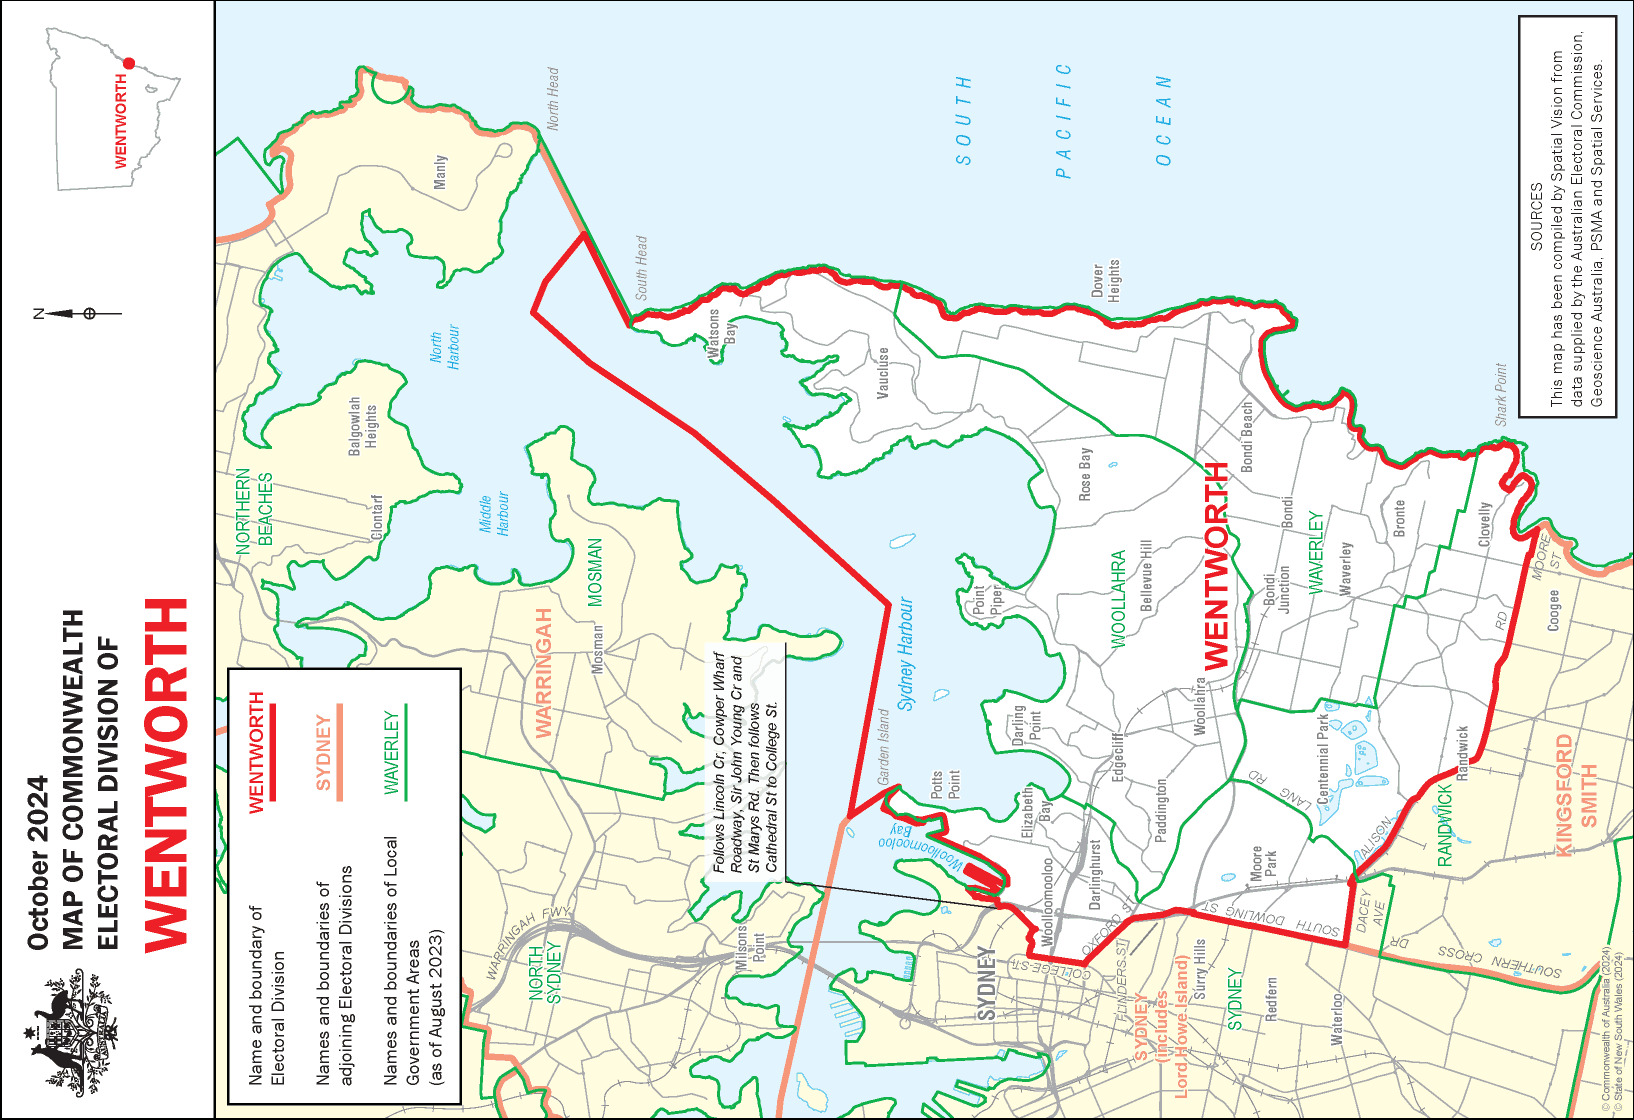 October 2024
MAP OF COMMONWEALTH
ELECTORAL DIVISION OF
WENTWORTH
N
WENTWORTH
Name and boundary of
Electoral Division
WENTWORTH
Names and boundaries of
adjoining Electoral Divisions
SYDNEY
Names and boundaries of Local
Government Areas
(as of August 2023)
WAVERLEY
NORTHERN
BEACHES
Manly
North Head
Balgowlah
Heights
North
Harbour
Clontarf
Middle
Harbour
MOSMAN
WARRINGAH
Mosman
South Head
Watsons
Bay
Vaucluse
Dover
Heights
SOUTH
PACIFIC
OCEAN
WARRINGAH FWY
NORTH
SYDNEY
Milsons
Point
Follows Lincoln Cr, Cowper Wharf
Roadway, Sir John Young Cr and
St Marys Rd. Then follows
Cathedral St to College St.
Sydney Harbour
Garden Island
Woolloomooloo
Bay
Potts
Point
Point
Piper
Darling
Point
Elizabeth
Bay
Rose Bay
WOOLLAHRA
Bellevue Hill
Edgecliff
Woollahra
Paddington
Darlinghurst
Woolloomooloo
SYDNEY
COLLEGE ST
OXFORD ST
FLINDERS ST
WENTWORTH
Bondi Beach
Bondi
Bondi
Junction
WAVERLEY
Waverley
Bronte
Clovelly
Shark Point
MOORE
ST
RD
Coogee
Centennial Park
LANG RD
Moore
Park
SOUTH DOWLING ST
ALISON
Randwick
RANDWICK
KINGSFORD
SMITH
DACEY
AVE
SOUTHERN CROSS DR
SYDNEY
(includes
Lord Howe Island)
Surry Hills
SYDNEY
Redfern
Waterloo
SOURCES
This map has been compiled by Spatial Vision from
data supplied by the Australian Electoral Commission,
Geoscience Australia, PSMA and Spatial Services.
© Commonwealth of Australia (2024)
© State of New South Wales (2024)